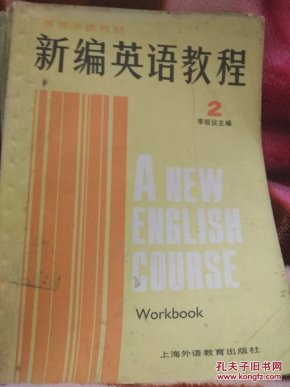 高等学校教材
新编英语教程
2
李观仪主编
A NEW
ENGLISH
COURSE
Workbook
上海外语教育出版社
孔夫子旧书网